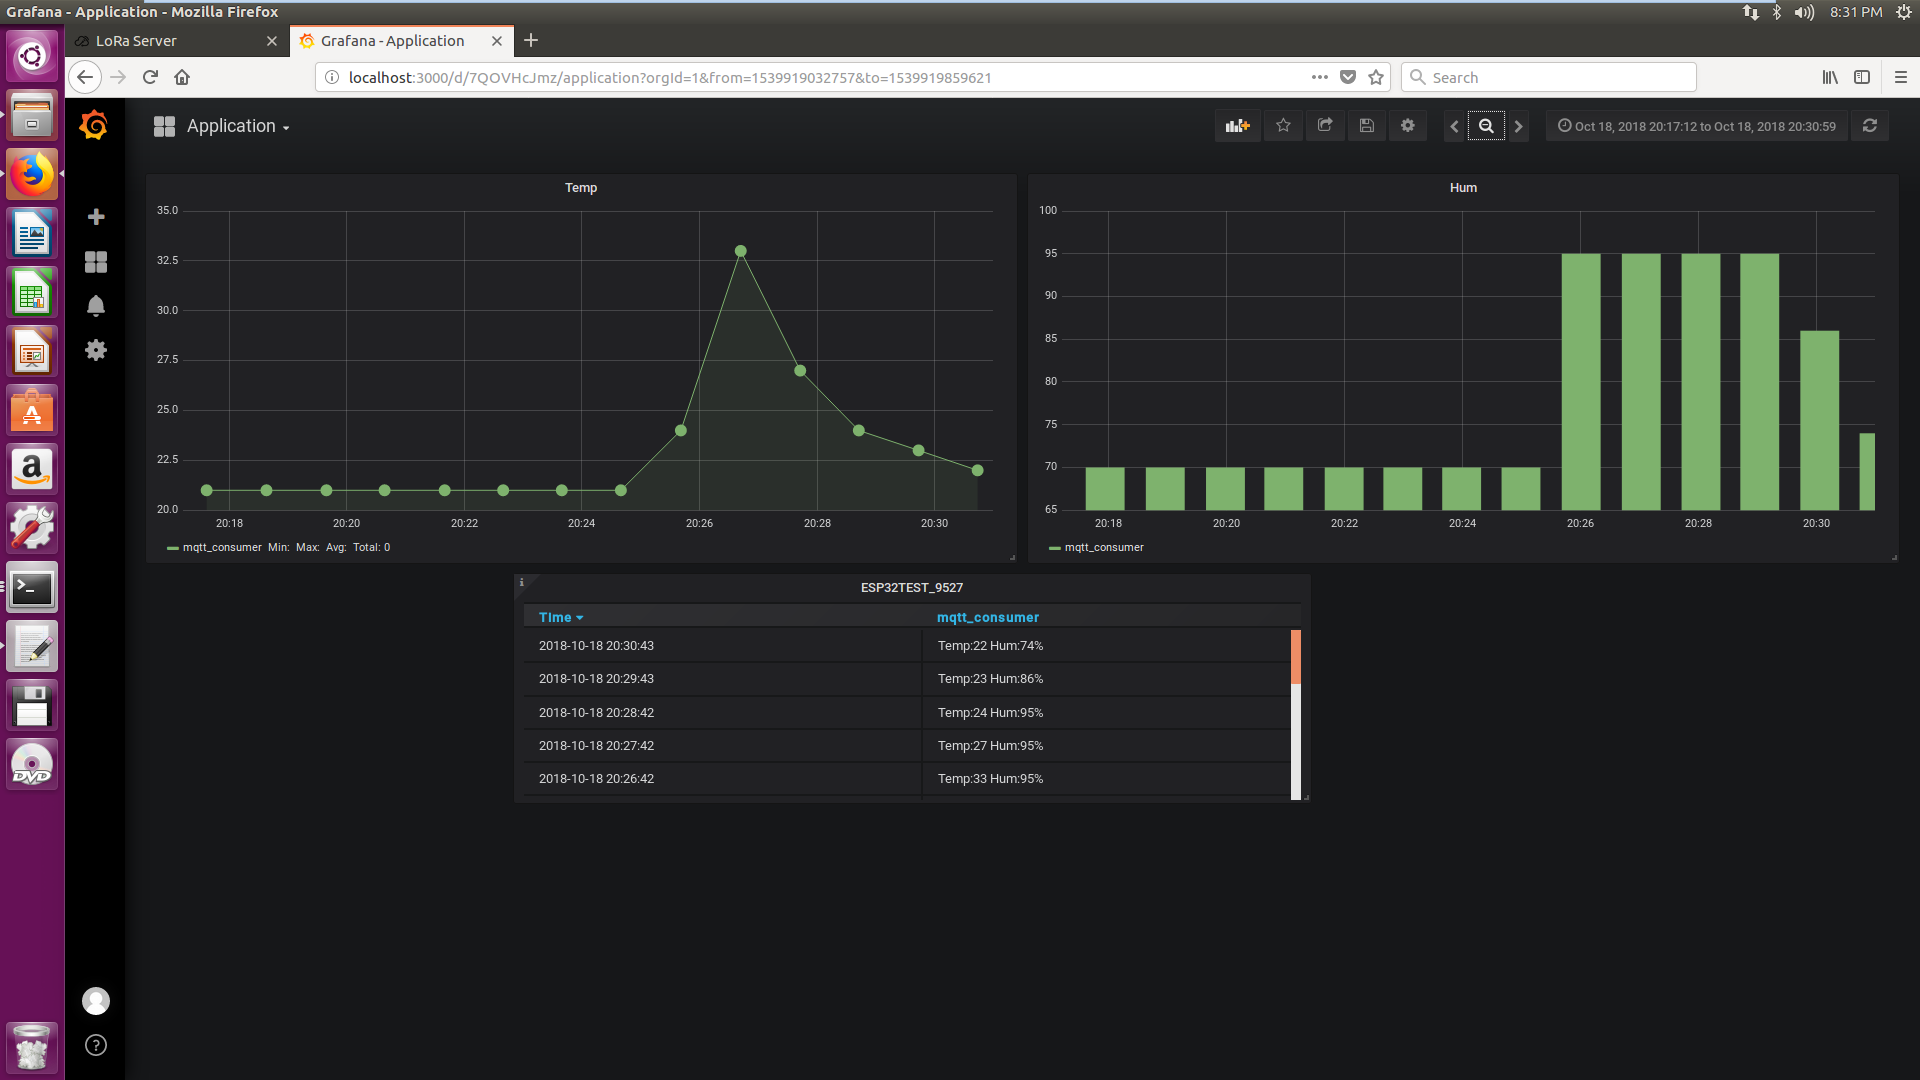 Grafana - Application - Mozilla Firefox
8:31 PM
LoRa Server
Grafana - Application
localhost:3000/d/7QOVHcJmz/application?orgId=1&from=1539919032757&to=1539919859621
Search
Application
Oct 18, 2018 20:17:12 to Oct 18, 2018 20:30:59
Temp
35.0
32.5
30.0
27.5
25.0
22.5
20.0
20:18 20:20 20:22 20:24 20:26 20:28 20:30
mqtt_consumer Min: Max: Avg: Total: 0
Hum
100
95
90
85
80
75
70
65
20:18 20:20 20:22 20:24 20:26 20:28 20:30
mqtt_consumer
i
ESP32TEST_9527
Time mqtt_consumer
2018-10-18 20:30:43 Temp:22 Hum:74%
2018-10-18 20:29:43 Temp:23 Hum:86%
2018-10-18 20:28:42 Temp:24 Hum:95%
2018-10-18 20:27:42 Temp:27 Hum:95%
2018-10-18 20:26:42 Temp:33 Hum:95%
DVD